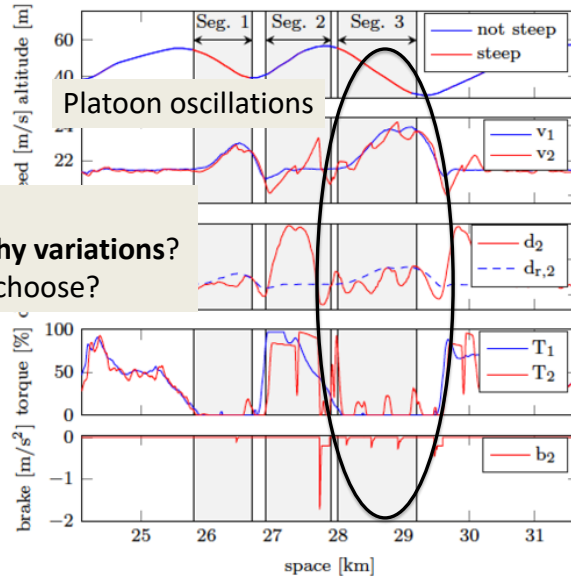 Seg. 1 Seg. 2 Seg. 3
altitude [m]
60
40
not steep
steep
Platoon oscillations
[m/s]
24
22
v1
v2
hy variations?
choose?
d2
dr,2
torque [%]
100
50
0
T1
T2
brake [m/s²]
0
−1
−2
b2
25 26 27 28 29 30 31
space [km]